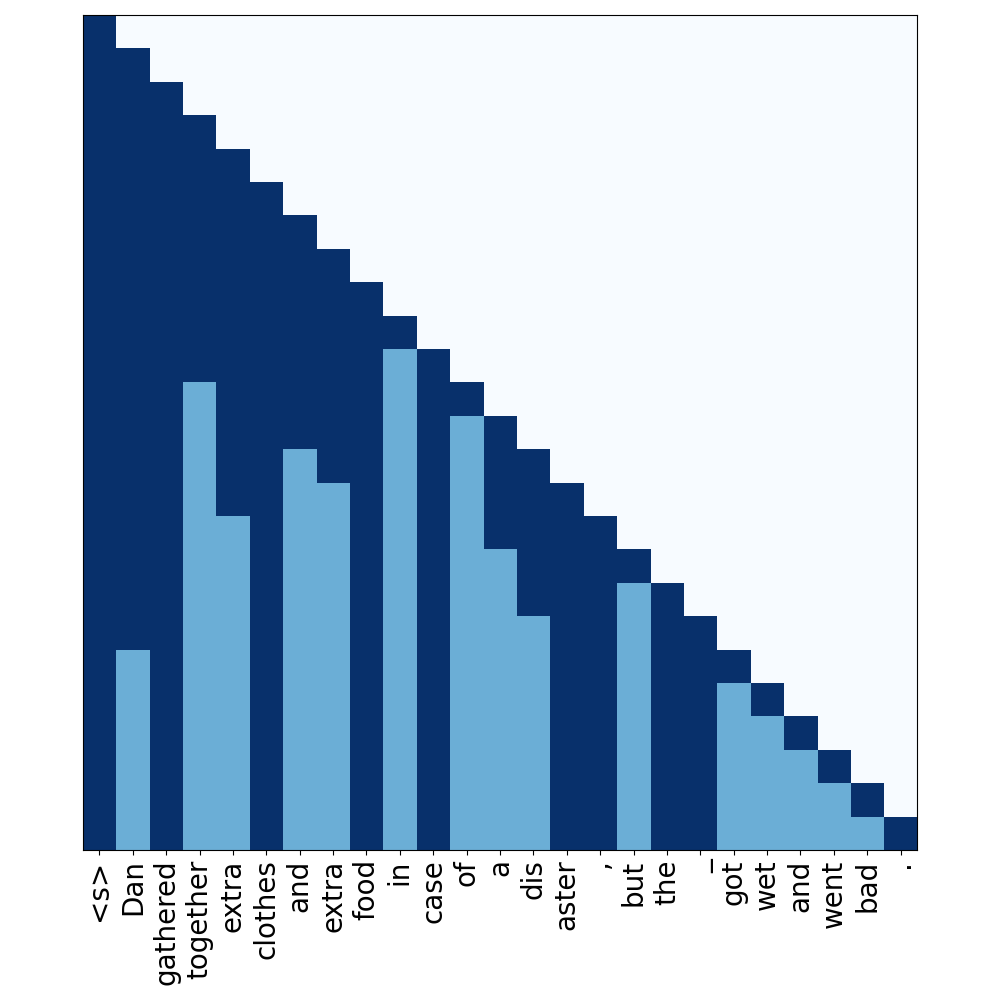 <s>
Dan
gathered
together
extra
clothes
and
extra
food
in
case
of
a
dis
aster
,
but
the
_
got
wet
and
went
bad
.